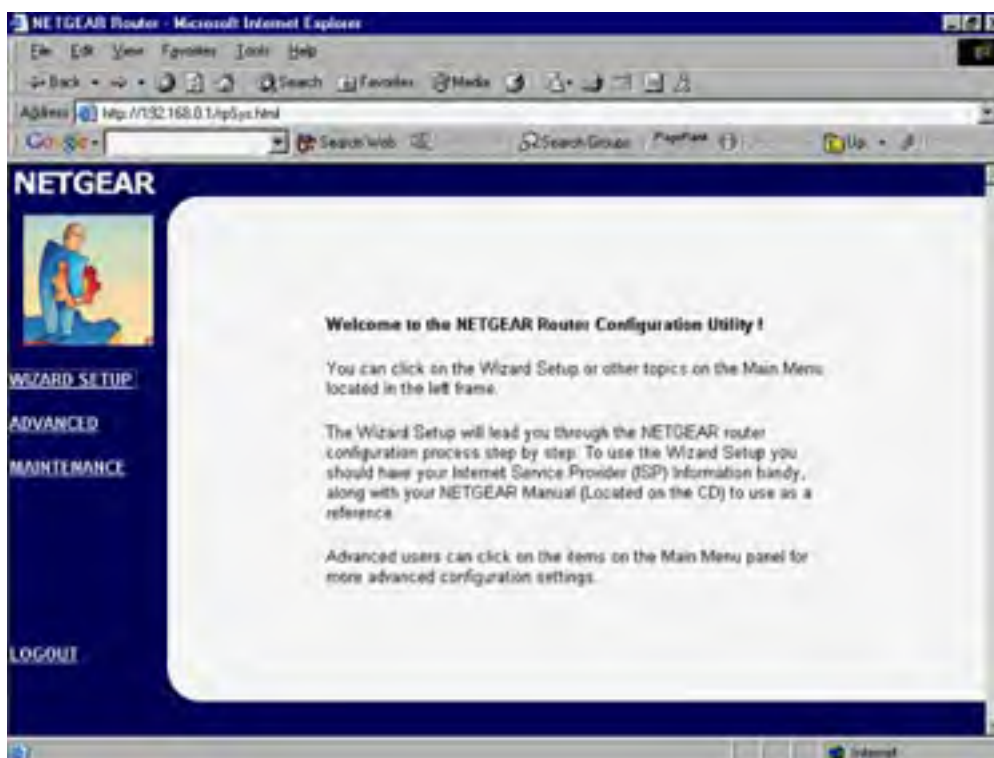 NETGEAR Router - Microsoft Internet Explorer
File Edit View Favorites Tools Help
Back Search Favorites Media
Address http://192.168.0.1/rpSys.html
Google Search Web Search Groups PageRank Up
NETGEAR
WIZARD SETUP
ADVANCED
MAINTENANCE
LOGOUT
Welcome to the NETGEAR Router Configuration Utility !
You can click on the Wizard Setup or other topics on the Main Menu
located in the left frame.
The Wizard Setup will lead you through the NETGEAR router
configuration process step by step. To use the Wizard Setup you
should have your Internet Service Provider (ISP) Information handy,
along with your NETGEAR Manual (Located on the CD) to use as a
reference.
Advanced users can click on the items on the Main Menu panel for
more advanced configuration settings.
Internet